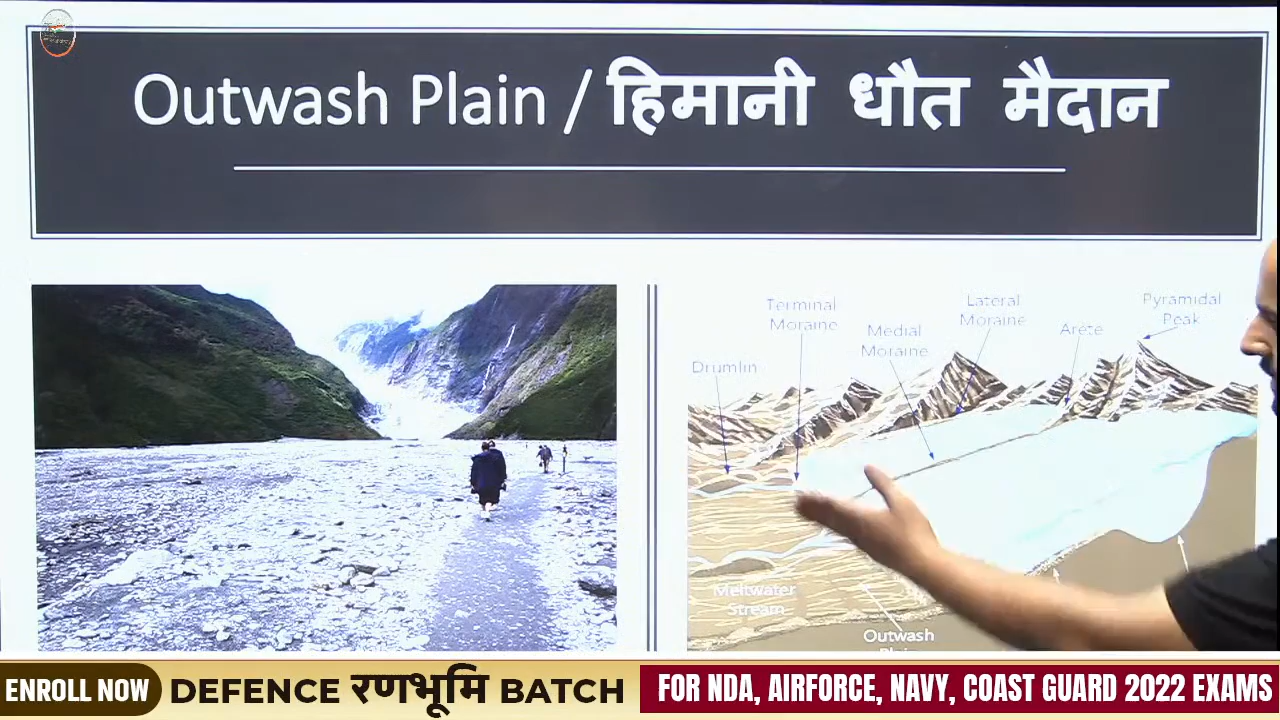 Outwash Plain / हिमानी धौत मैदान
Terminal
Moraine
Lateral
Moraine
Pyramidal
Peak
Medial
Moraine
Arete
Drumlin
Meltwater
Stream
Outwash
Plain
ENROLL NOW
DEFENCE रणभूमि BATCH
FOR NDA, AIRFORCE, NAVY, COAST GUARD 2022 EXAMS